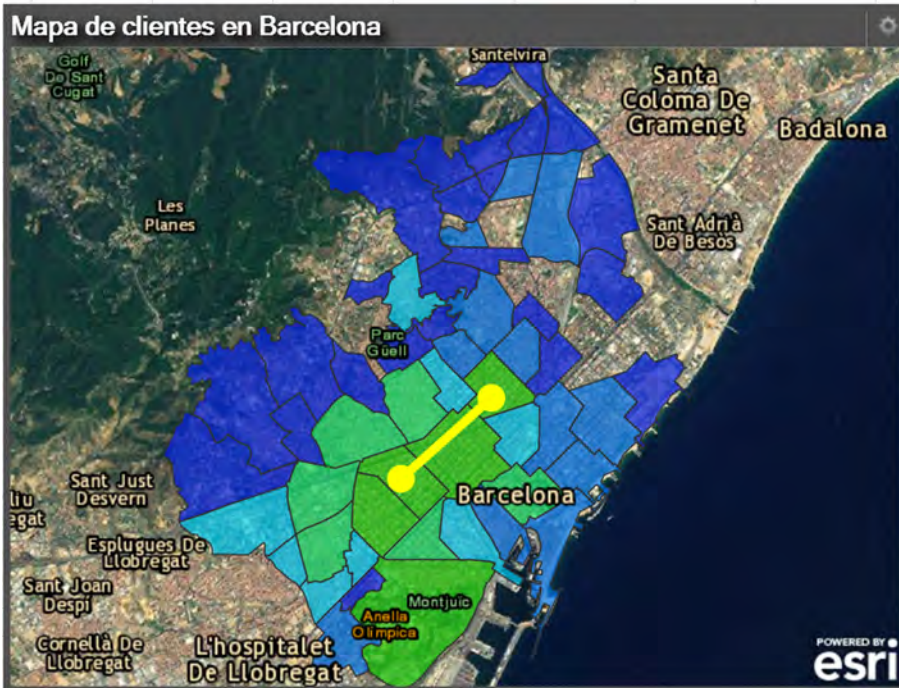 Mapa de clientes en Barcelona
Golf
De Sant
Cugat
Santelvira
Santa
Coloma De
Gramenet
Badalona
Les
Planes
Sant Adrià
De Besòs
Parc
Güell
Sant Just
Desvern
liu
egat
Barcelona
Esplugues De
Llobregat
Sant Joan
Despí
Montjuïc
Anella
Olímpica
Cornellà De
Llobregat
L'hospitalet
De Llobregat
POWERED BY
esri